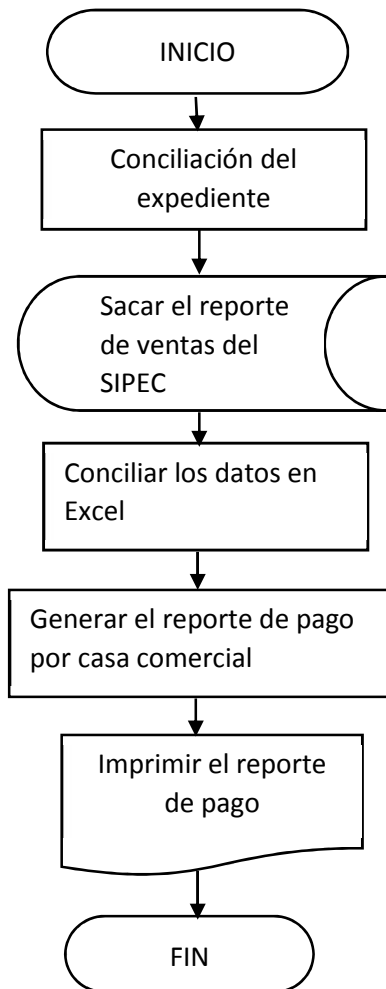 INICIO
Conciliación del
expediente
Sacar el reporte
de ventas del
SIPEC
Conciliar los datos en
Excel
Generar el reporte de pago
por casa comercial
Imprimir el reporte
de pago
FIN